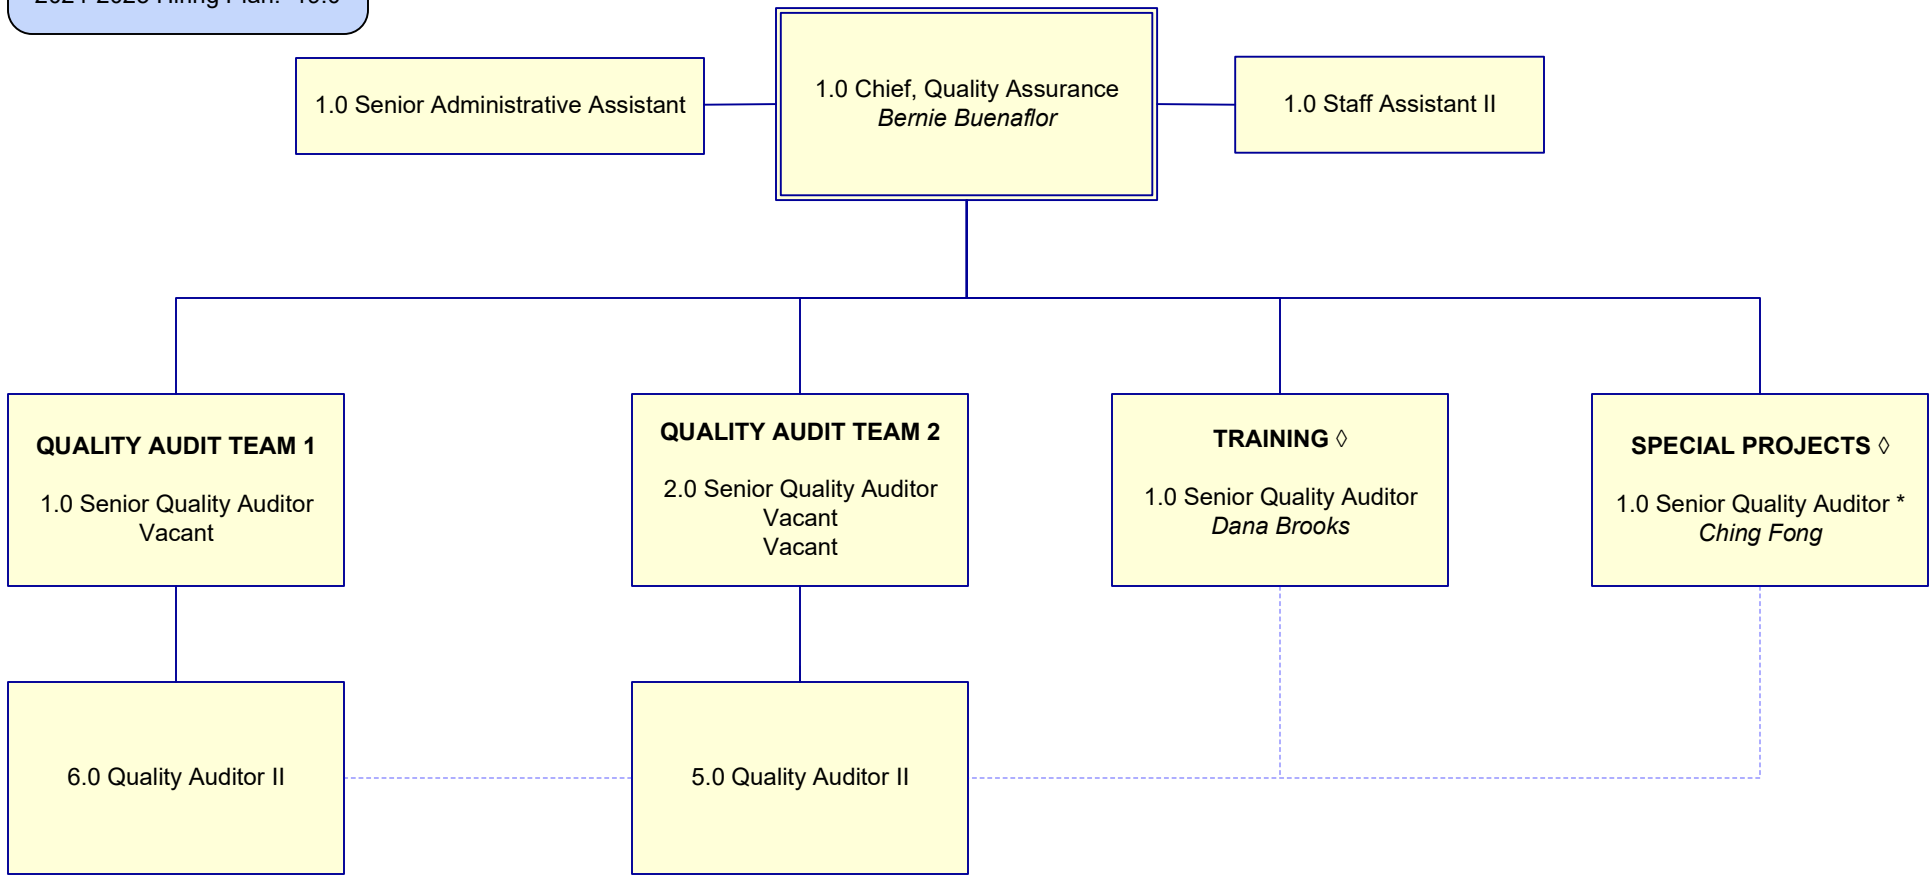 1.0 Senior Administrative Assistant
1.0 Chief, Quality Assurance
Bernie Buenaflor
1.0 Staff Assistant II
QUALITY AUDIT TEAM 1
1.0 Senior Quality Auditor
Vacant
QUALITY AUDIT TEAM 2
2.0 Senior Quality Auditor
Vacant
Vacant
TRAINING ◊
1.0 Senior Quality Auditor
Dana Brooks
SPECIAL PROJECTS ◊
1.0 Senior Quality Auditor *
Ching Fong
6.0 Quality Auditor II
5.0 Quality Auditor II